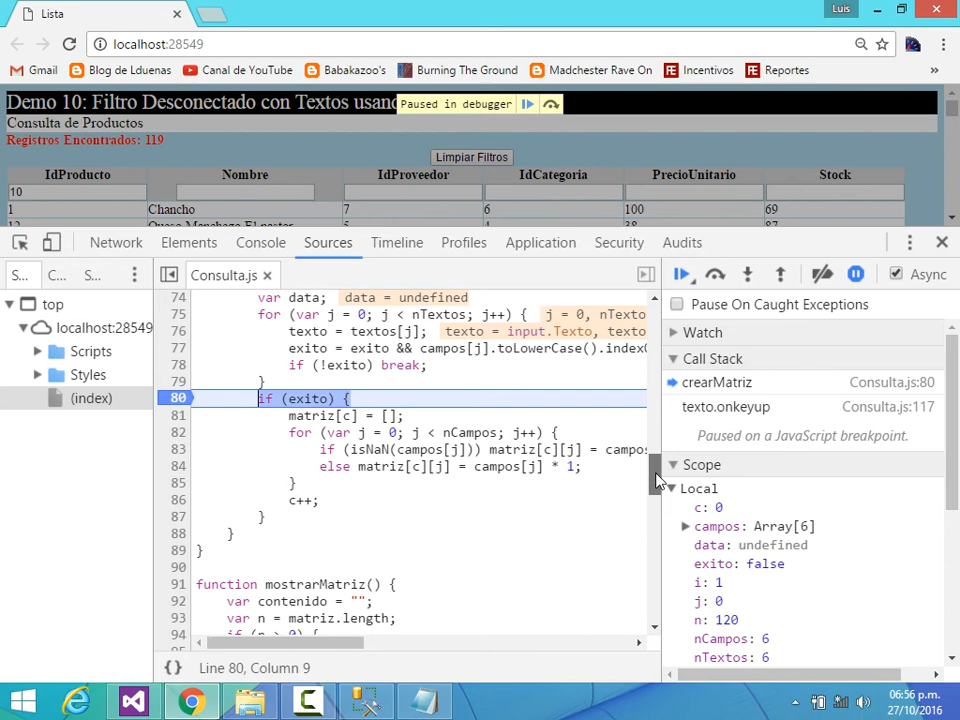 Lista
Luis
localhost:28549
Gmail Blog de Lduenas Canal de YouTube Babakazoo's Burning The Ground Madchester Rave On Incentivos Reportes »
Demo 10: Filtro Desconectado con Textos usan
Paused in debugger
Consulta de Productos
Registros Encontrados: 119
Limpiar Filtros
IdProducto Nombre IdProveedor IdCategoria PrecioUnitario Stock
10
1 Chancho 7 6 100 69
Network Elements Console Sources Timeline Profiles Application Security Audits
S... C... S... Consulta.js × Async
top
localhost:28549
Scripts
Styles
(index)
74 var data; data = undefined
75 for (var j = 0; j < nTextos; j++) { j = 0, nTexto
76 texto = textos[j]; texto = input.Texto, texto
77 exito = exito && campos[j].toLowerCase().index
78 if (!exito) break;
79 }
80 if (exito) {
81 matriz[c] = [];
82 for (var j = 0; j < nCampos; j++) {
83 if (isNaN(campos[j])) matriz[c][j] = campos
84 else matriz[c][j] = campos[j] * 1;
85 }
86 c++;
87 }
88 }
89 }
90
91 function mostrarMatriz() {
92 var contenido = "";
93 var n = matriz.length;
94 if (n > 0) {
{} Line 80, Column 9
Pause On Caught Exceptions
Watch
Call Stack
crearMatriz Consulta.js:80
texto.onkeyup Consulta.js:117
Paused on a JavaScript breakpoint.
Scope
Local
c: 0
campos: Array[6]
data: undefined
exito: false
i: 1
j: 0
n: 120
nCampos: 6
nTextos: 6
06:56 p.m.
27/10/2016